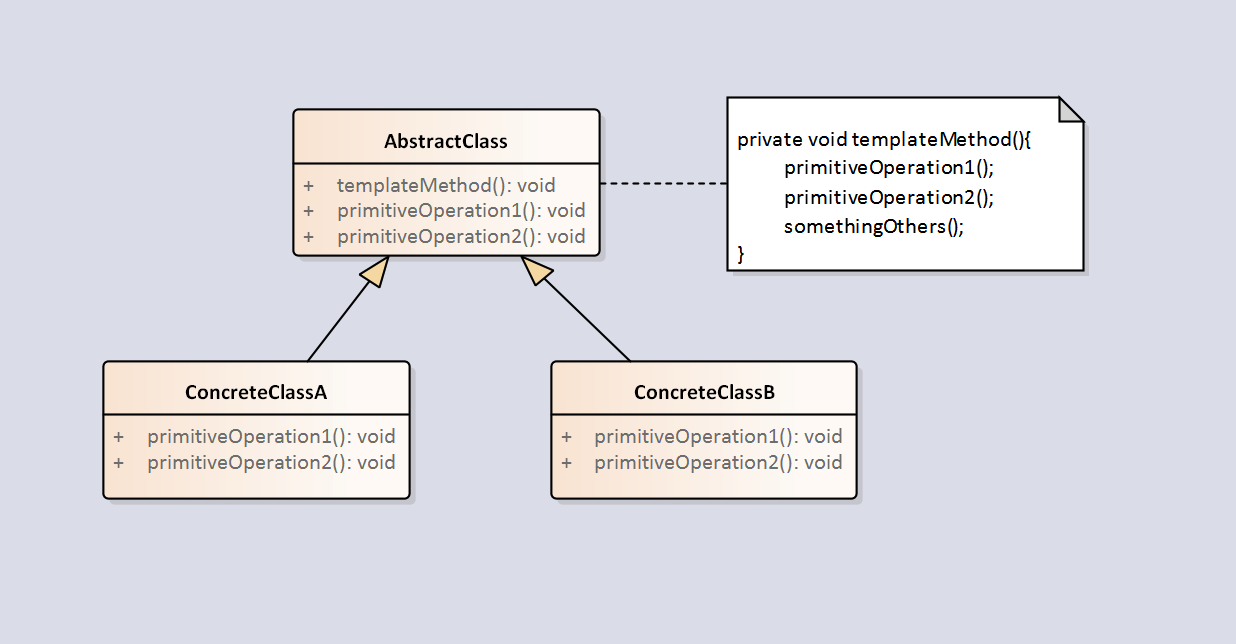 AbstractClass
+ templateMethod(): void
+ primitiveOperation1(): void
+ primitiveOperation2(): void
private void templateMethod(){
primitiveOperation1();
primitiveOperation2();
somethingOthers();
}
ConcreteClassA
+ primitiveOperation1(): void
+ primitiveOperation2(): void
ConcreteClassB
+ primitiveOperation1(): void
+ primitiveOperation2(): void